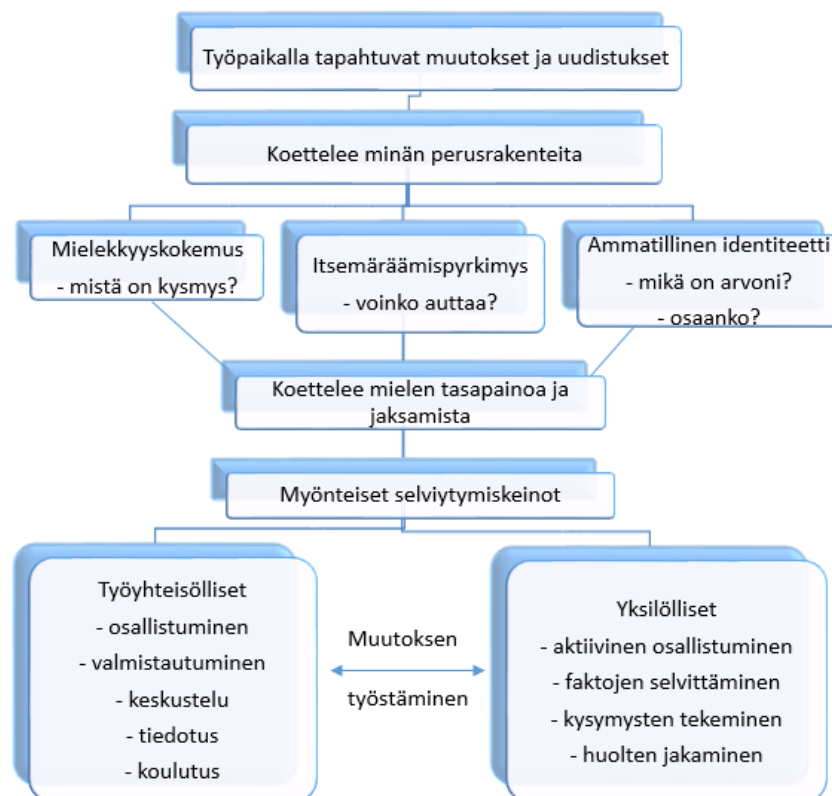 Työpaikalla tapahtuvat muutokset ja uudistukset
Koettelee minän perusrakenteita
Mielekkyyskokemus
- mistä on kysmys?
Itsemäräämispyrkimys
- voinko auttaa?
Ammatillinen identiteetti
- mikä on arvoni?
- osaanko?
Koettelee mielen tasapainoa ja
jaksamista
Myönteiset selviytymiskeinot
Työyhteisölliset
- osallistuminen
- valmistautuminen
- keskustelu
- tiedotus
- koulutus
Muutoksen
työstäminen
Yksilölliset
- aktiivinen osallistuminen
- faktojen selvittäminen
- kysymysten tekeminen
- huolten jakaminen